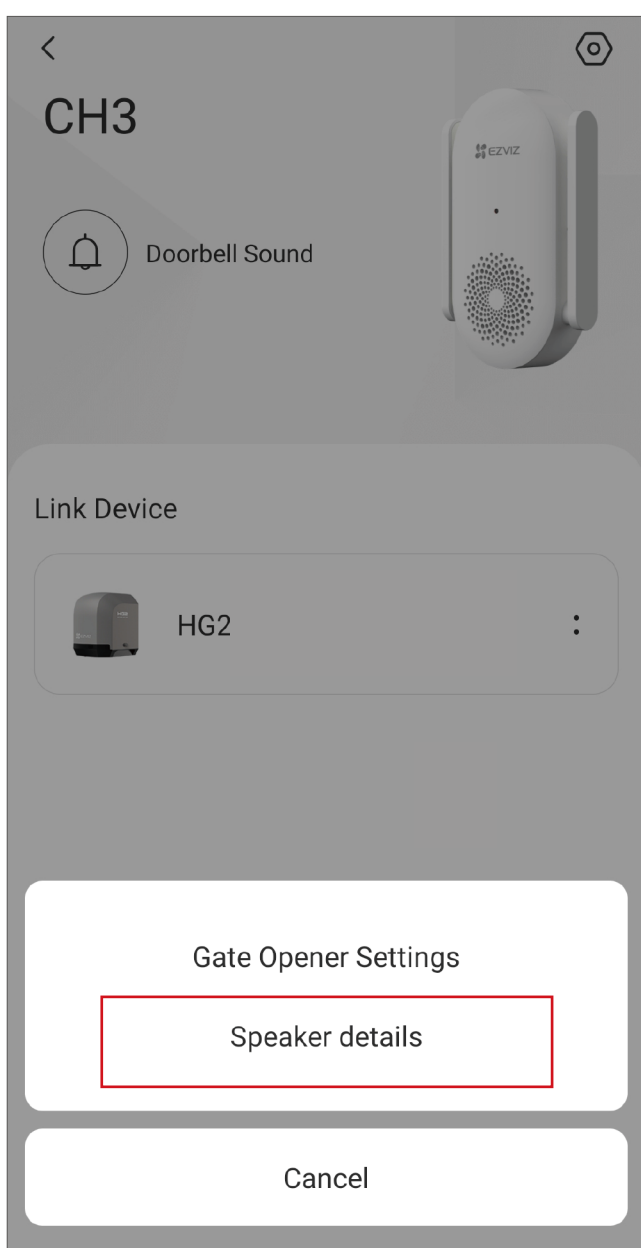 CH3
EZVIZ
Doorbell Sound
Link Device
HG2
Gate Opener Settings
Speaker details
Cancel